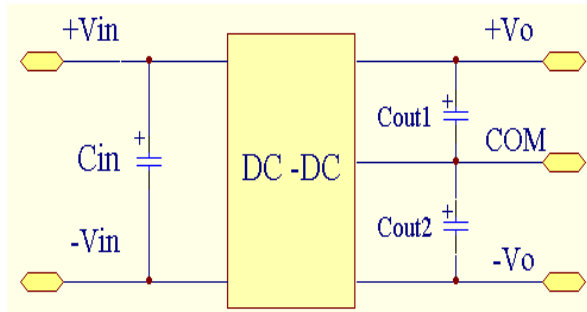 +Vin
+Vo
+
Cin
DC -DC
+
Cout1
COM
+
Cout2
-Vin
-Vo